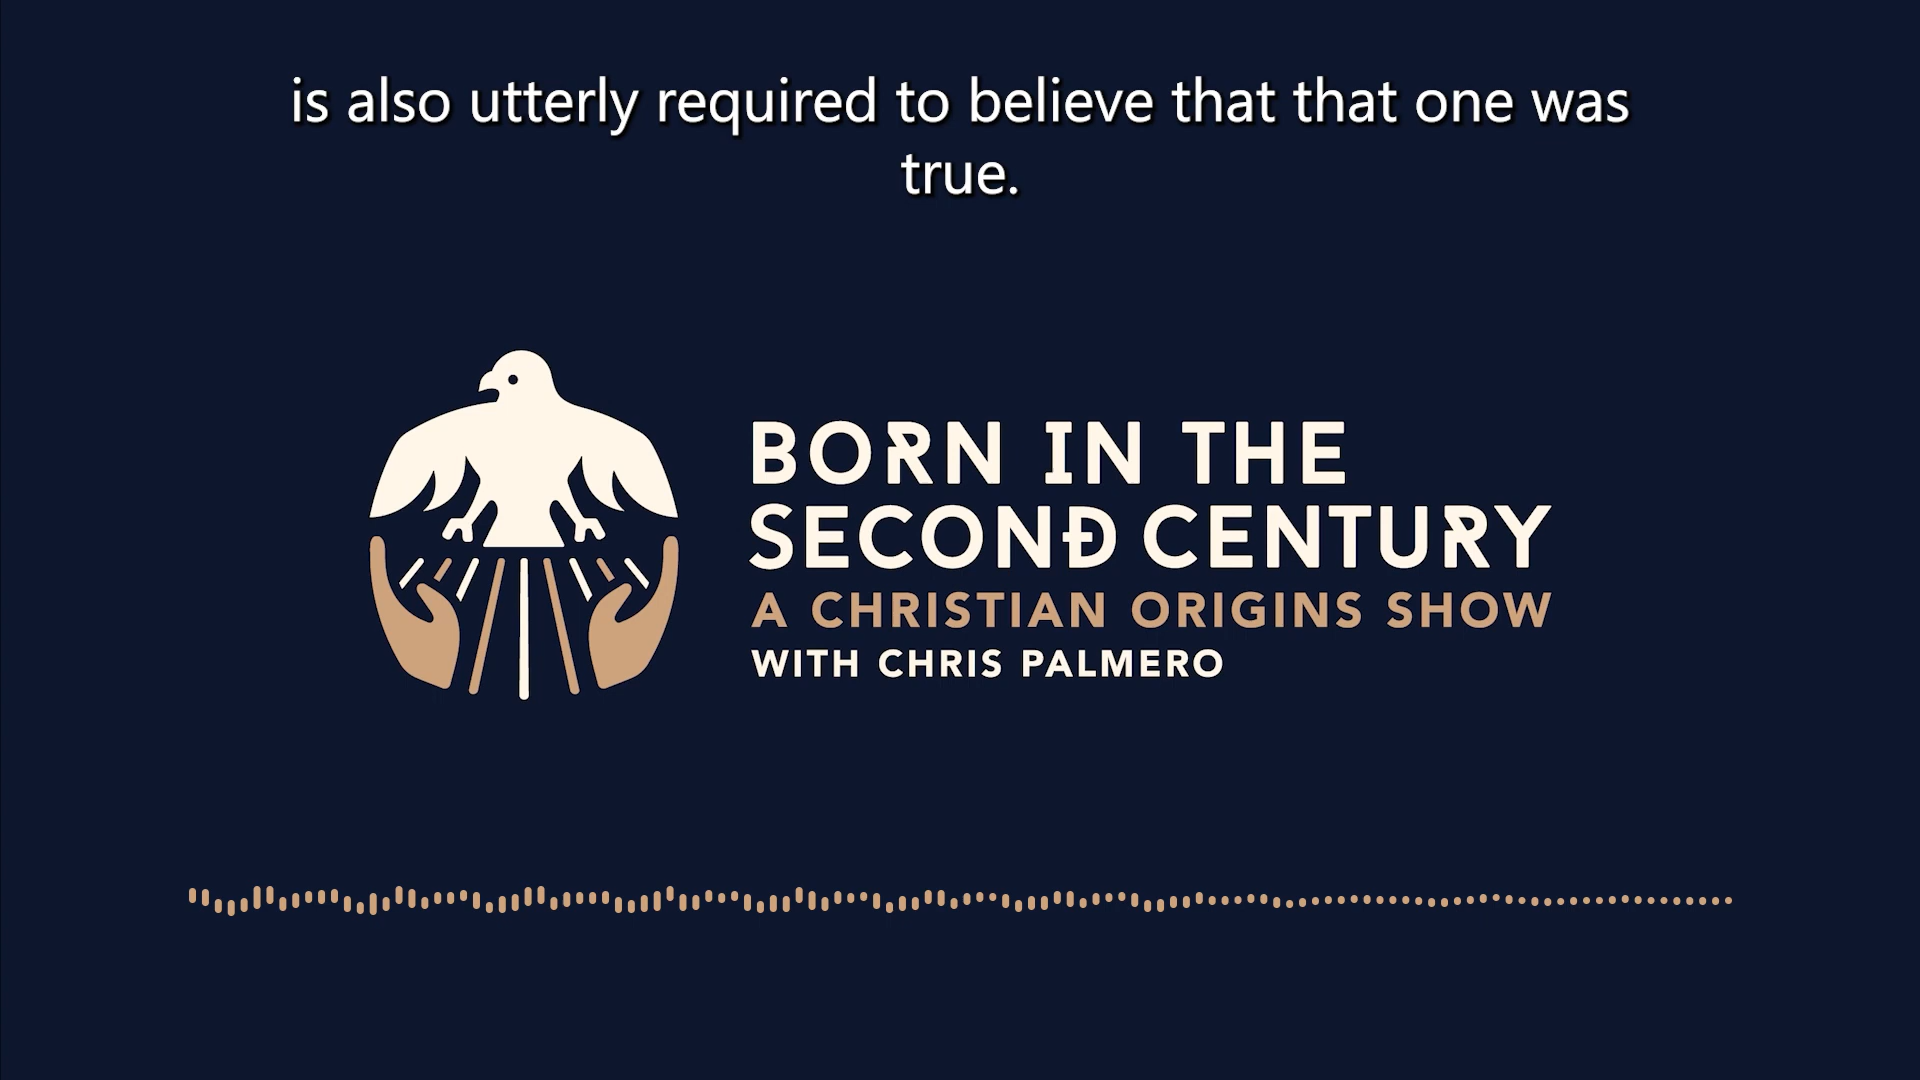 is also utterly required to believe that that one was
true.
BORN IN THE
SECOND CENTURY
A CHRISTIAN ORIGINS SHOW
WITH CHRIS PALMERO